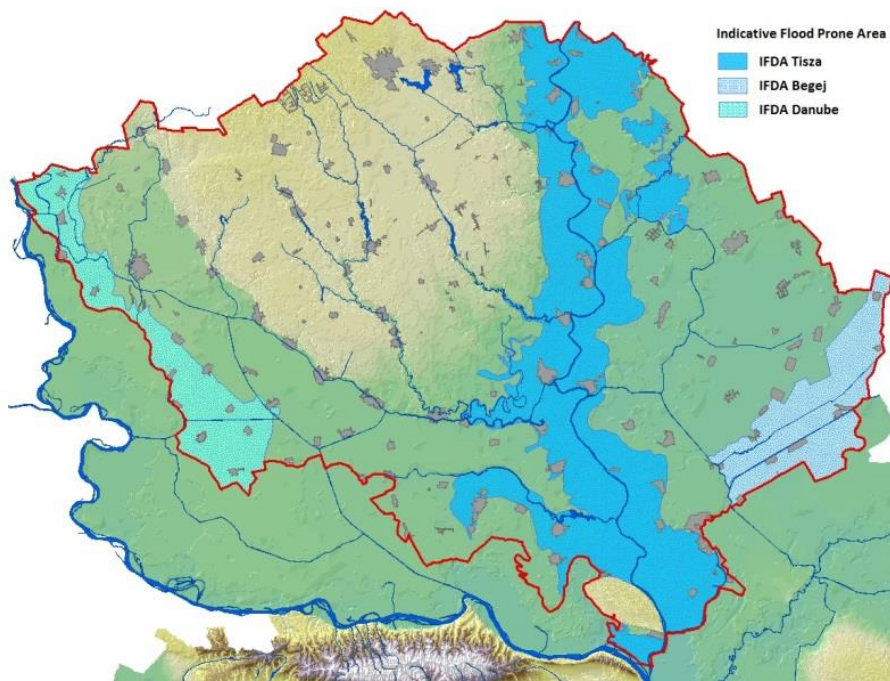 Indicative Flood Prone Area
IFDA Tisza
IFDA Begej
IFDA Danube